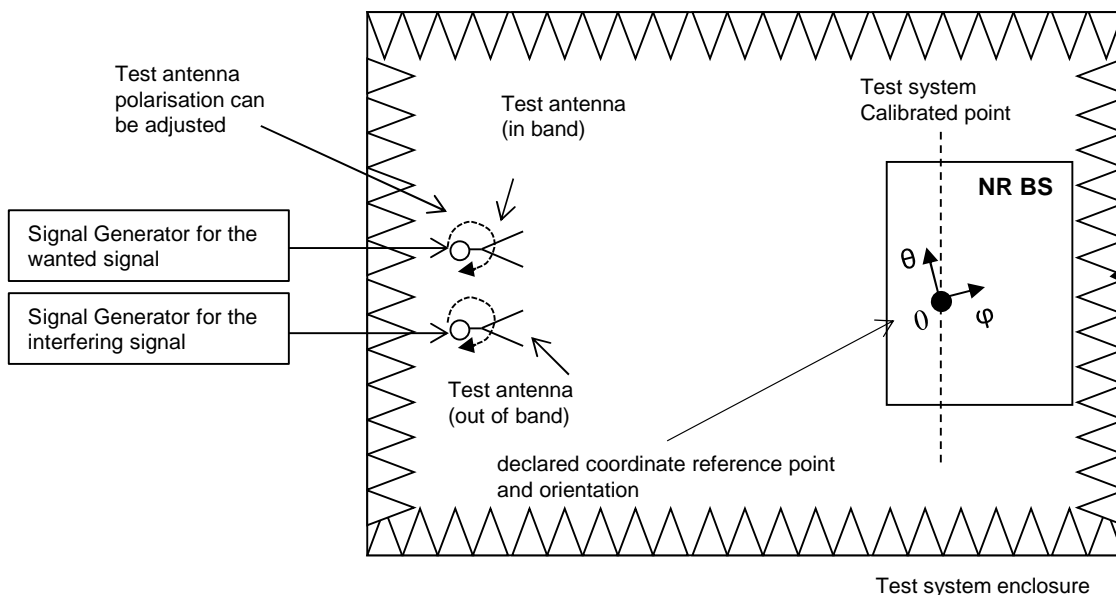 Test antenna
polarisation can
be adjusted
Test antenna
(in band)
Test system
Calibrated point
NR BS
Signal Generator for the
wanted signal
Signal Generator for the
interfering signal
θ
0
φ
Test antenna
(out of band)
declared coordinate reference point
and orientation
Test system enclosure